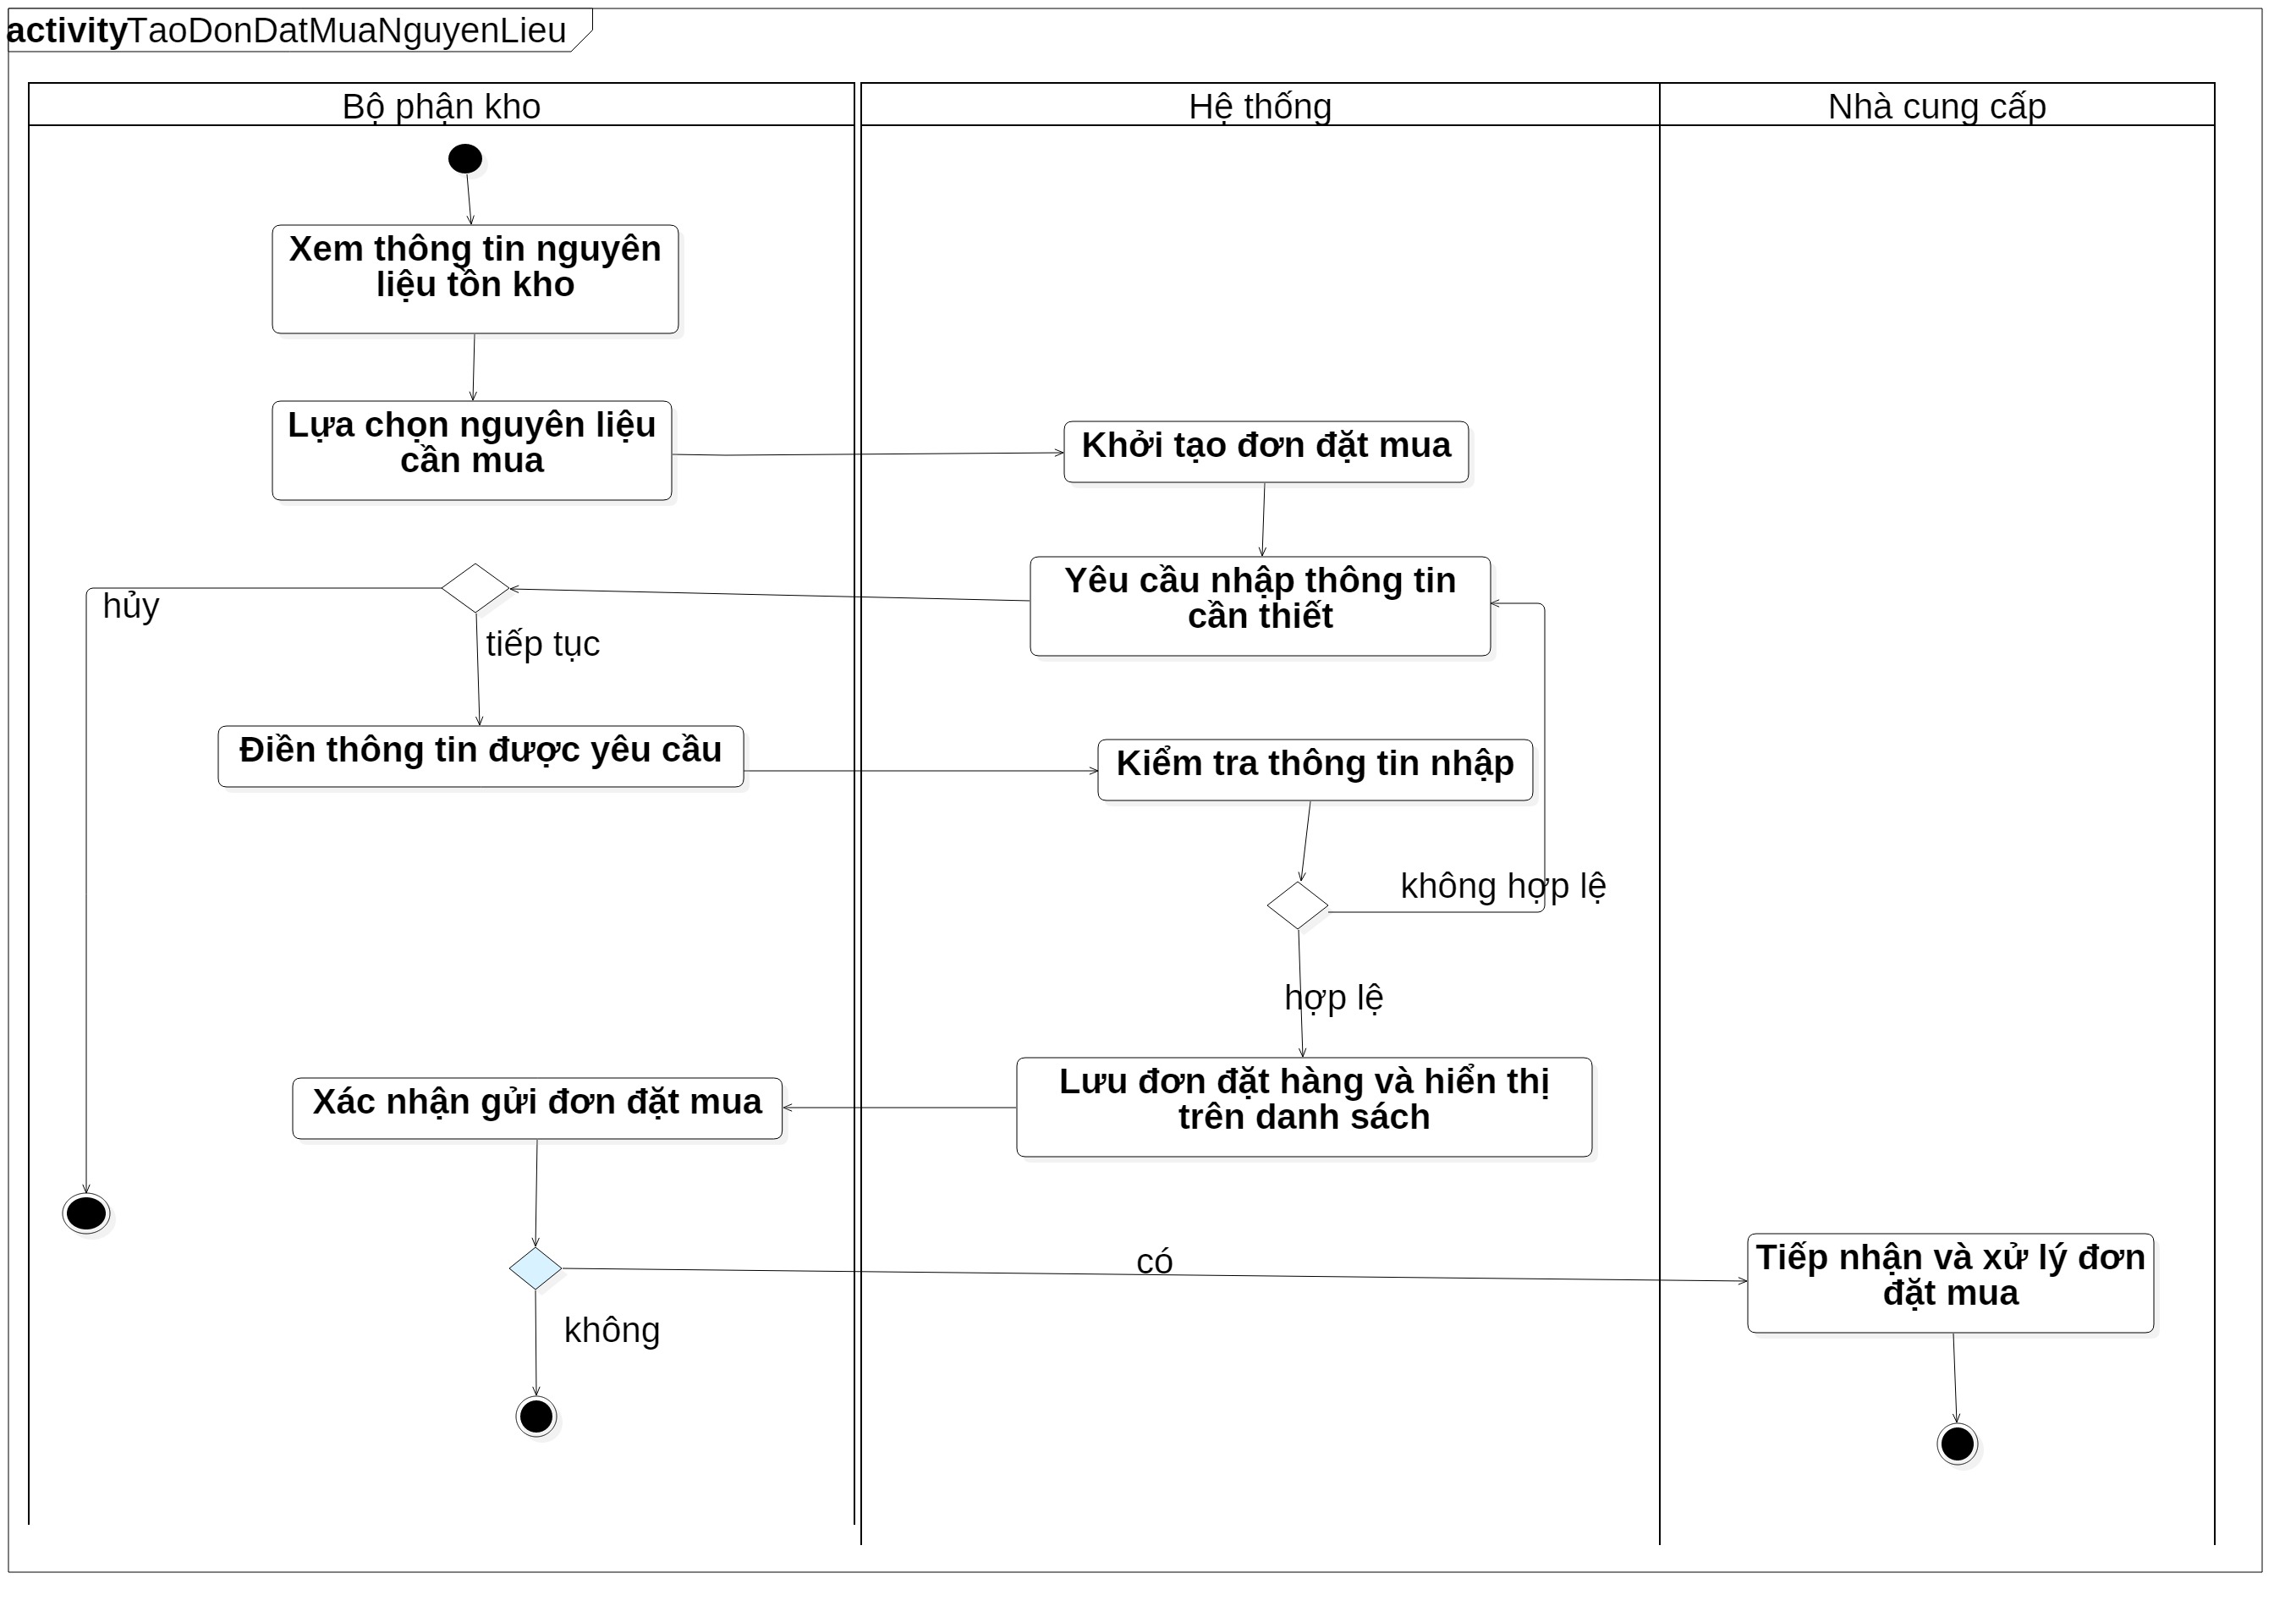 activity TaoDonDatMuaNguyenLieu
Bộ phận kho
Hệ thống
Nhà cung cấp
Xem thông tin nguyên
liệu tồn kho
Lựa chọn nguyên liệu
cần mua
Khởi tạo đơn đặt mua
Yêu cầu nhập thông tin
cần thiết
hủy
tiếp tục
Điền thông tin được yêu cầu
Kiểm tra thông tin nhập
không hợp lệ
hợp lệ
Lưu đơn đặt hàng và hiển thị
trên danh sách
Xác nhận gửi đơn đặt mua
có
Tiếp nhận và xử lý đơn
đặt mua
không